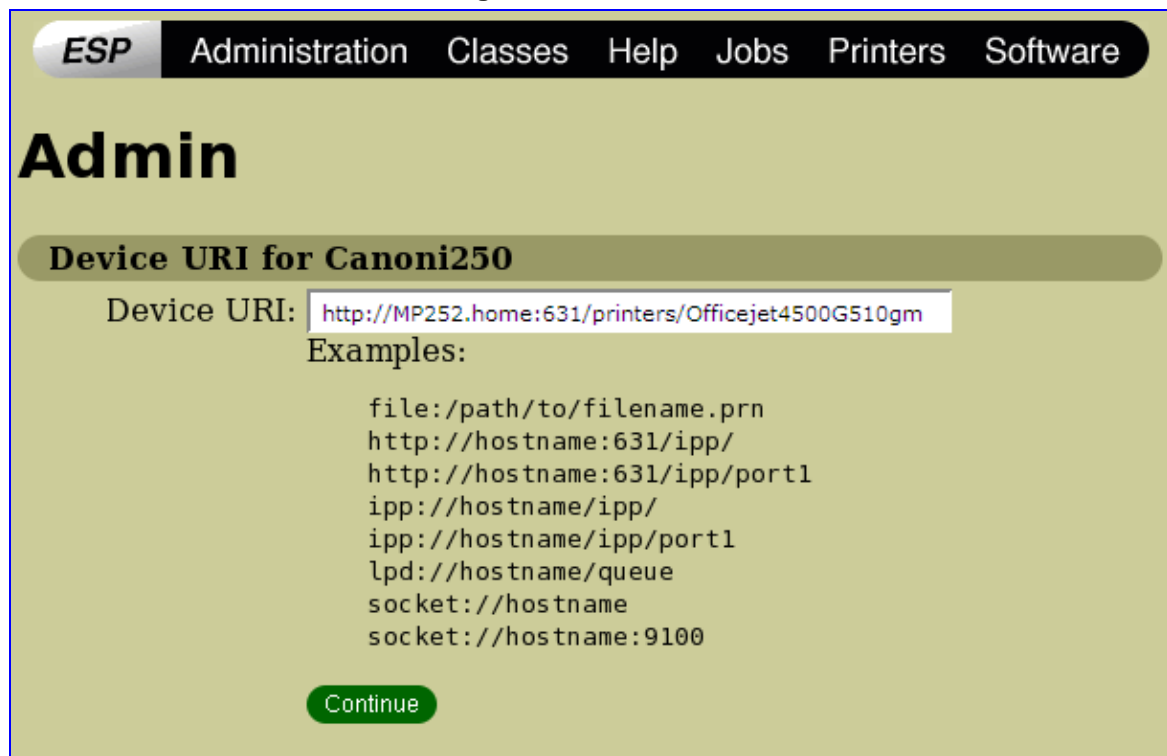 ESP Administration Classes Help Jobs Printers Software
Admin
Device URI for Canoni250
Device URI: http://MP252.home:631/printers/Officejet4500G510gm
Examples:
file:/path/to/filename.prn
http://hostname:631/ipp/
http://hostname:631/ipp/port1
ipp://hostname/ipp/
ipp://hostname/ipp/port1
lpd://hostname/queue
socket://hostname
socket://hostname:9100
Continue